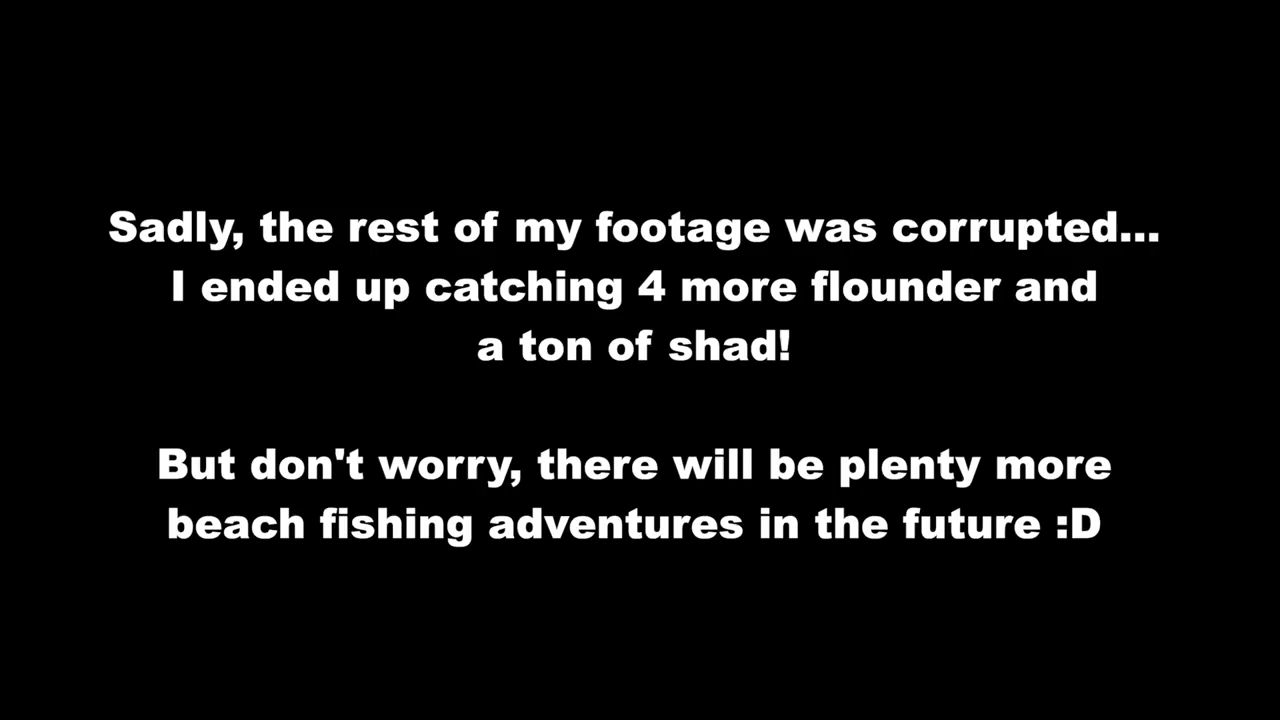 Sadly, the rest of my footage was corrupted...
I ended up catching 4 more flounder and
a ton of shad!
But don't worry, there will be plenty more
beach fishing adventures in the future :D